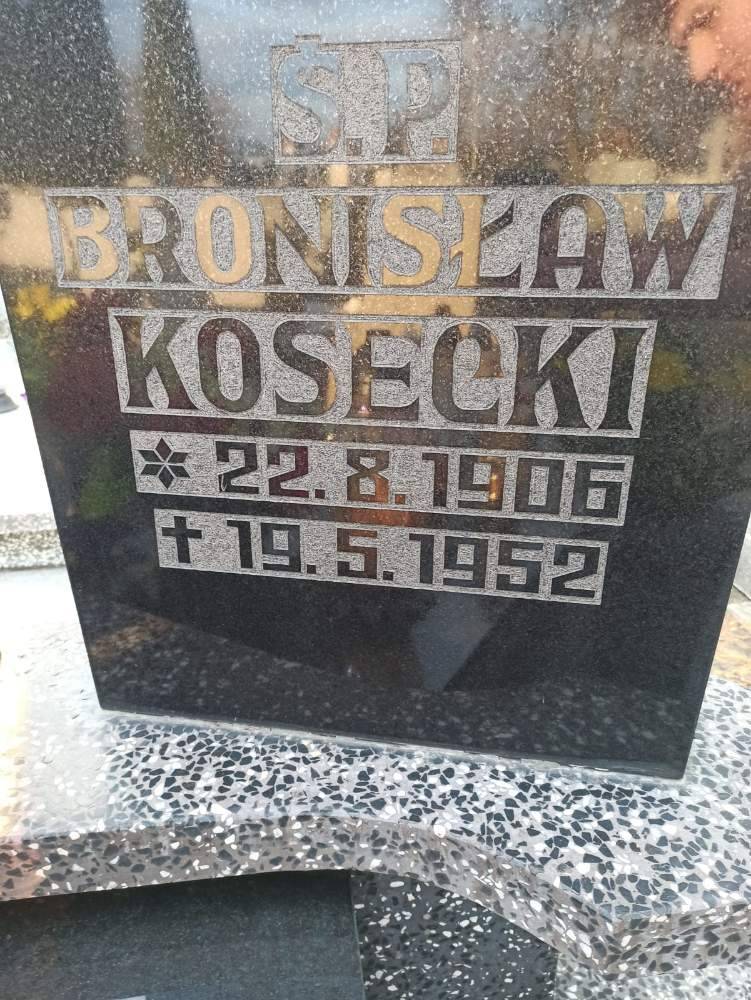 Ś.P.
BRONISŁAW
KOSECKI
* 22.8.1906
† 19.5.1952